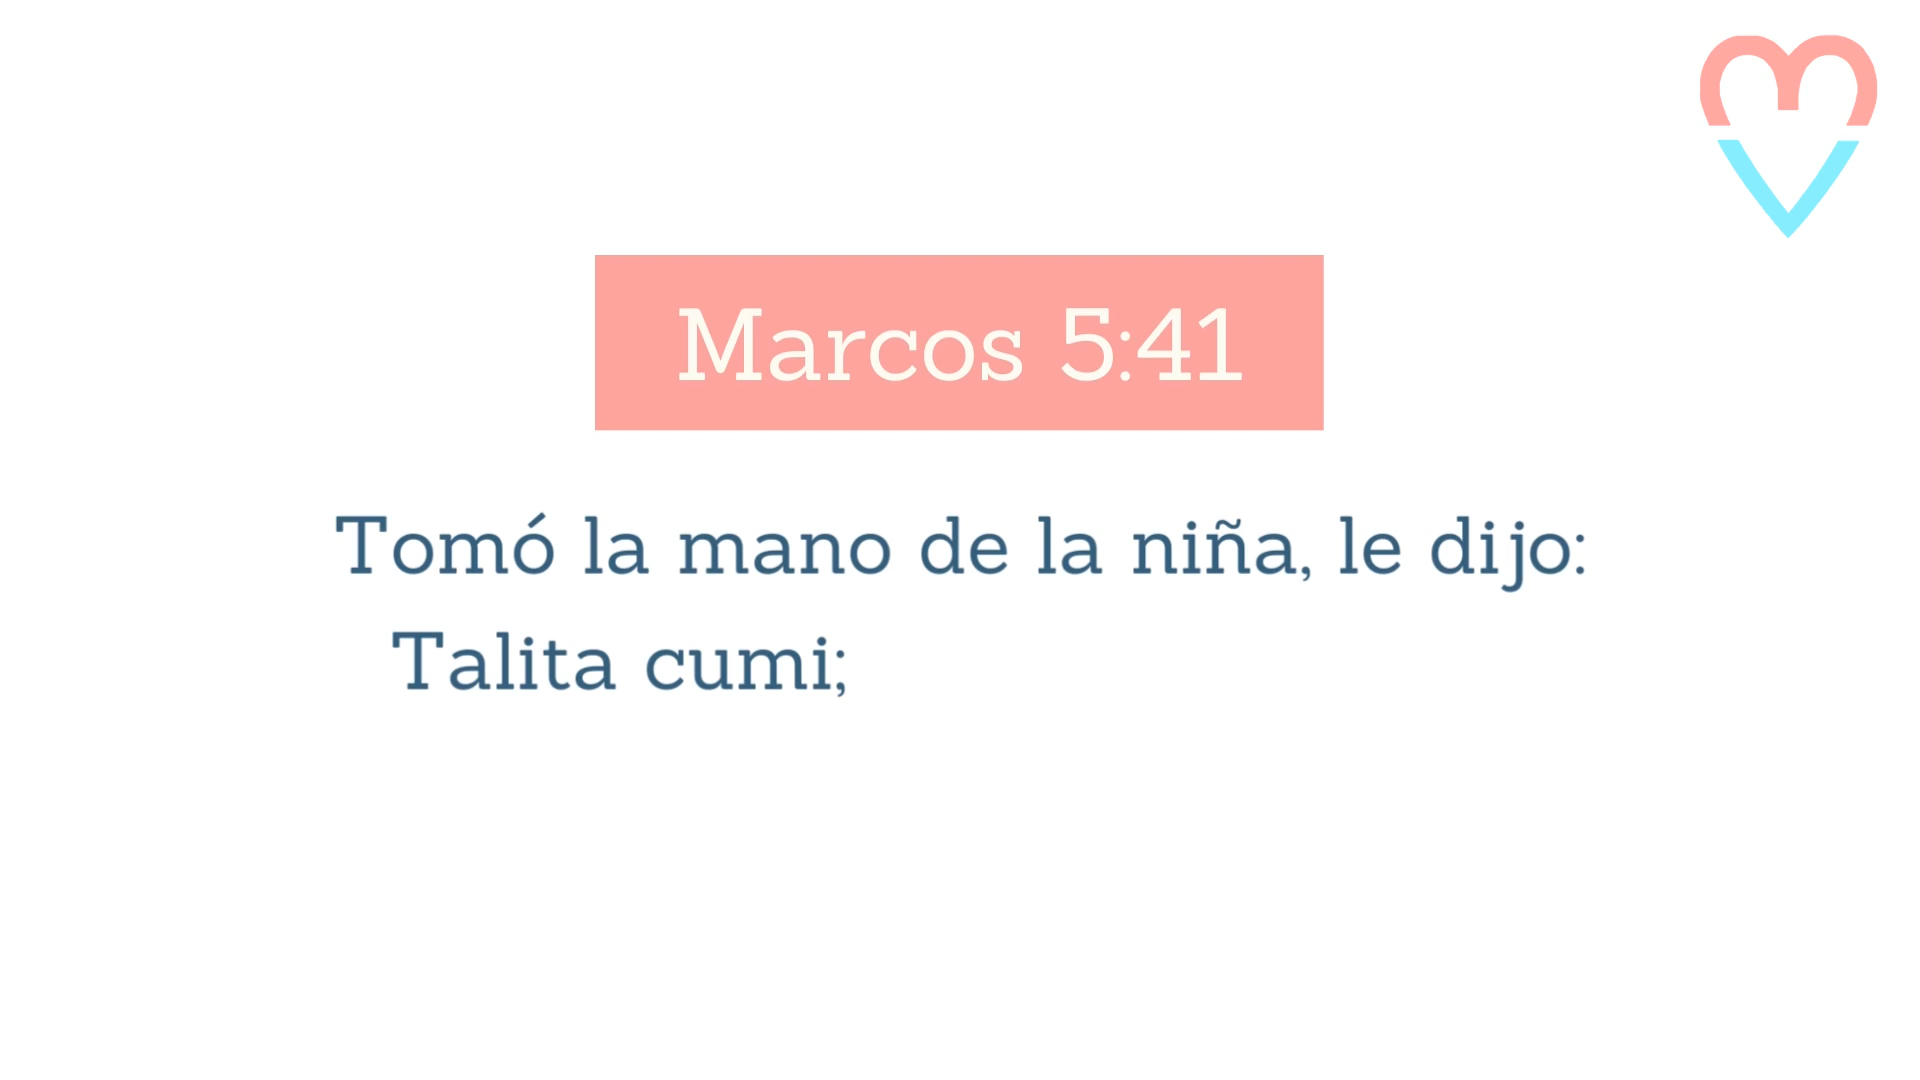 Marcos 5:41
Tomó la mano de la niña, le dijo:
Talita cumi;